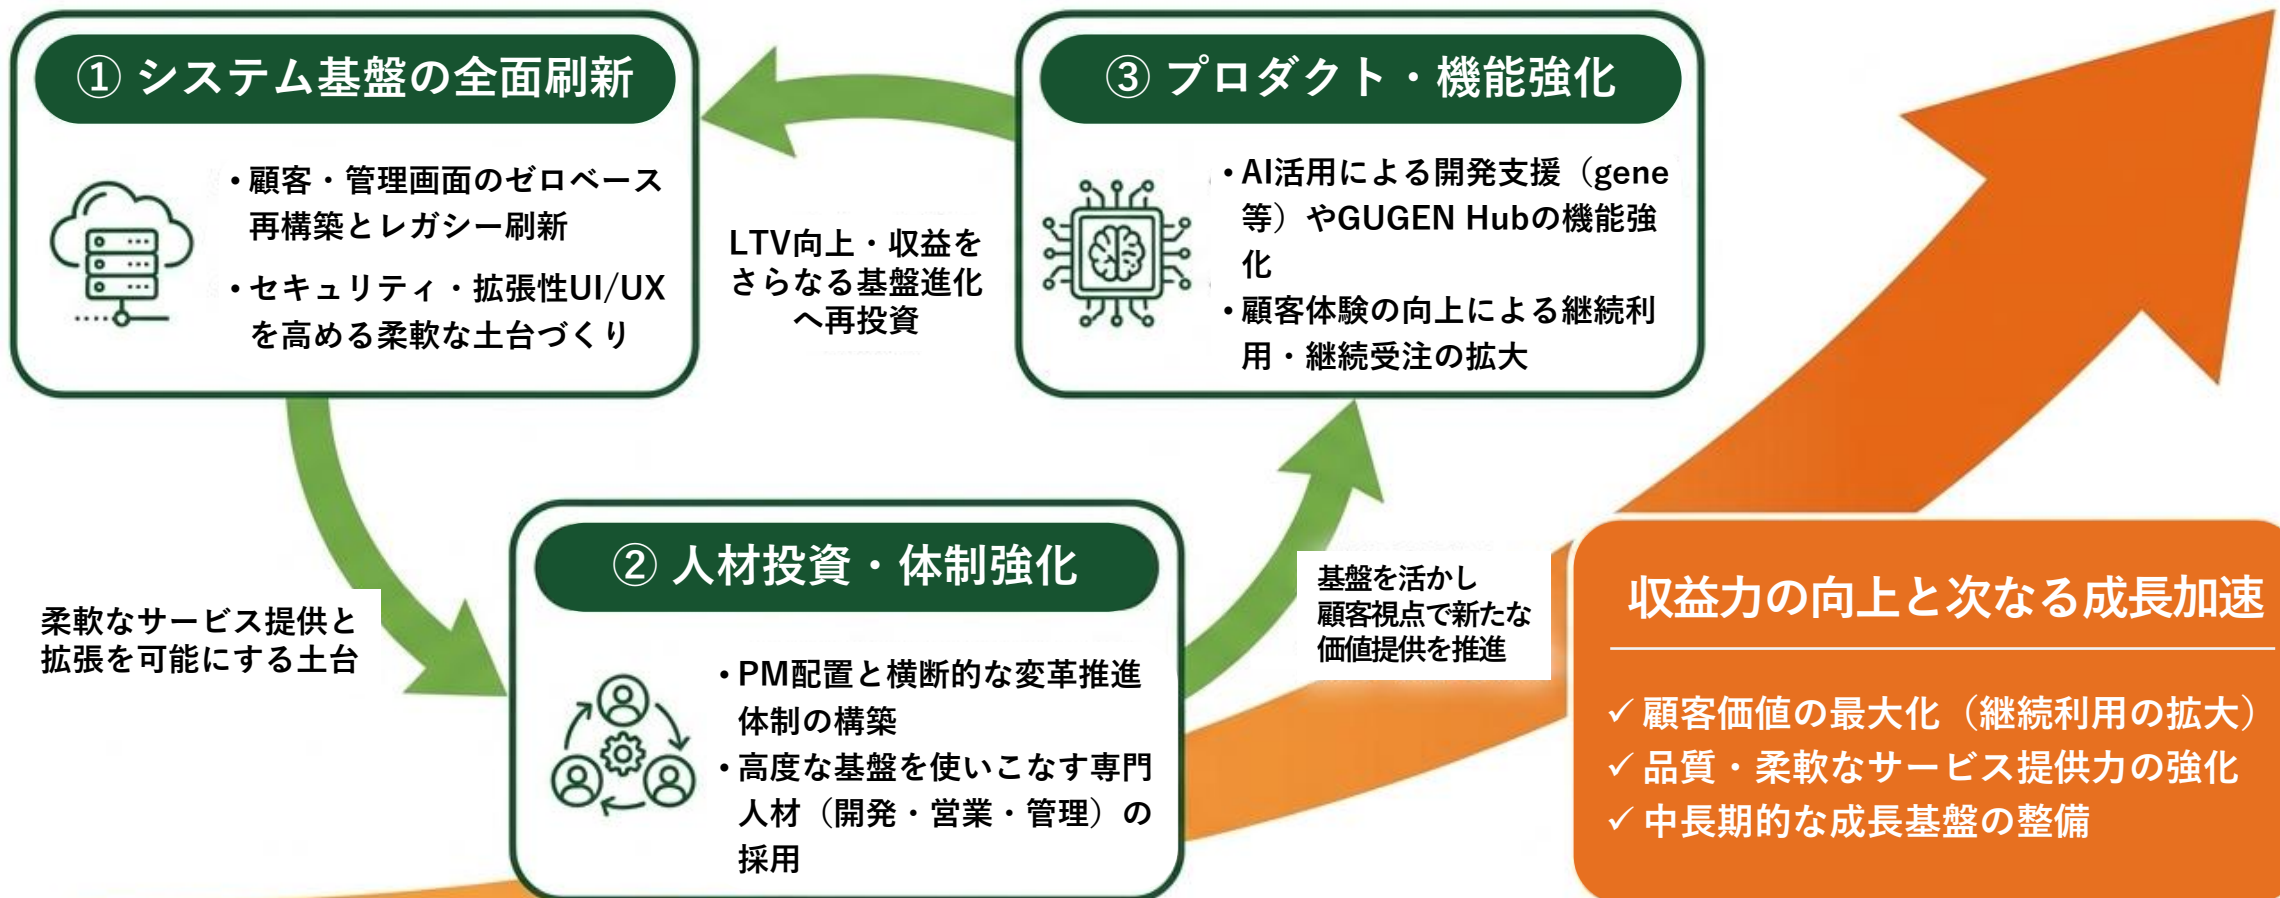 ① システム基盤の全面刷新
・顧客・管理画面のゼロベース
再構築とレガシー刷新
・セキュリティ・拡張性UI/UX
を高める柔軟な土台づくり
LTV向上・収益を
さらなる基盤進化
へ再投資
③ プロダクト・機能強化
・AI活用による開発支援（gene
等）やGUGEN Hubの機能強
化
・顧客体験の向上による継続利
用・継続受注の拡大
柔軟なサービス提供と
拡張を可能にする土台
② 人材投資・体制強化
・PM配置と横断的な変革推進
体制の構築
・高度な基盤を使いこなす専門
人材（開発・営業・管理）の
採用
基盤を活かし
顧客視点で新たな
価値提供を推進
収益力の向上と次なる成長加速
✓ 顧客価値の最大化（継続利用の拡大）
✓ 品質・柔軟なサービス提供力の強化
✓ 中長期的な成長基盤の整備